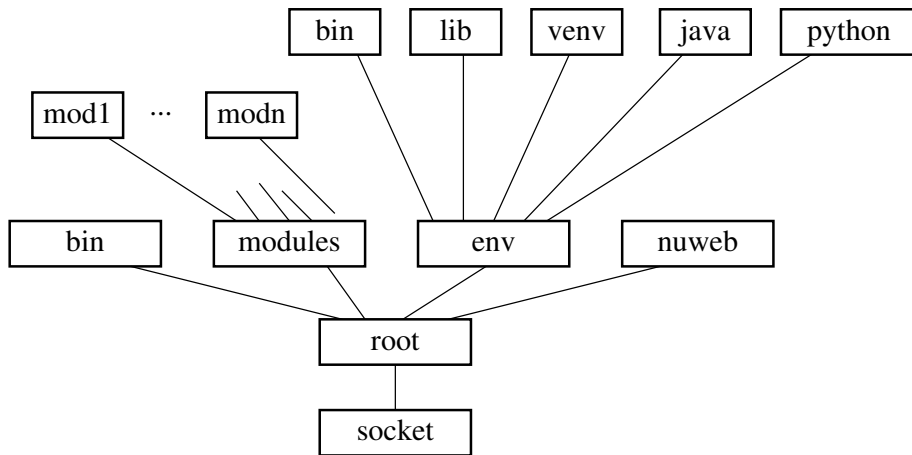 bin lib venv java python
mod1 ... modn
bin modules env nuweb
root
socket